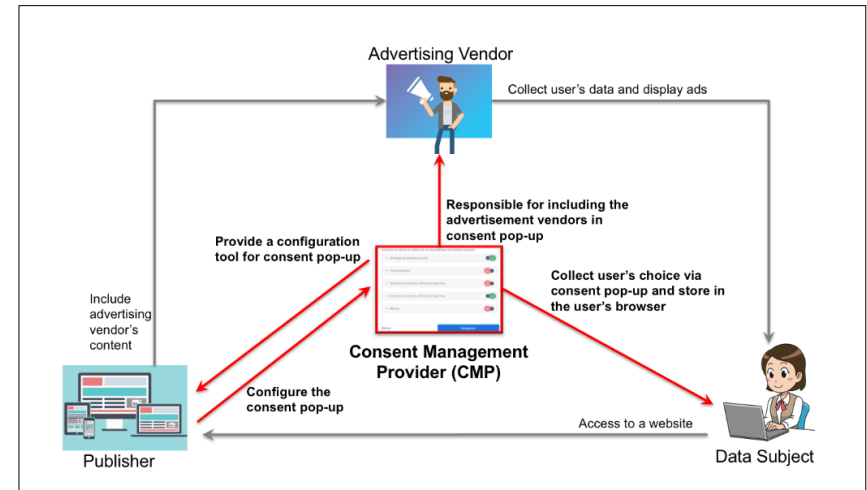 Advertising Vendor
Collect user's data and display ads
Responsible for including the
advertisement vendors in
consent pop-up
Provide a configuration
tool for consent pop-up
Collect user's choice via
consent pop-up and store in
the user's browser
Include
advertising
vendor's
content
Consent Management
Provider (CMP)
Configure the
consent pop-up
Access to a website
Publisher
Data Subject